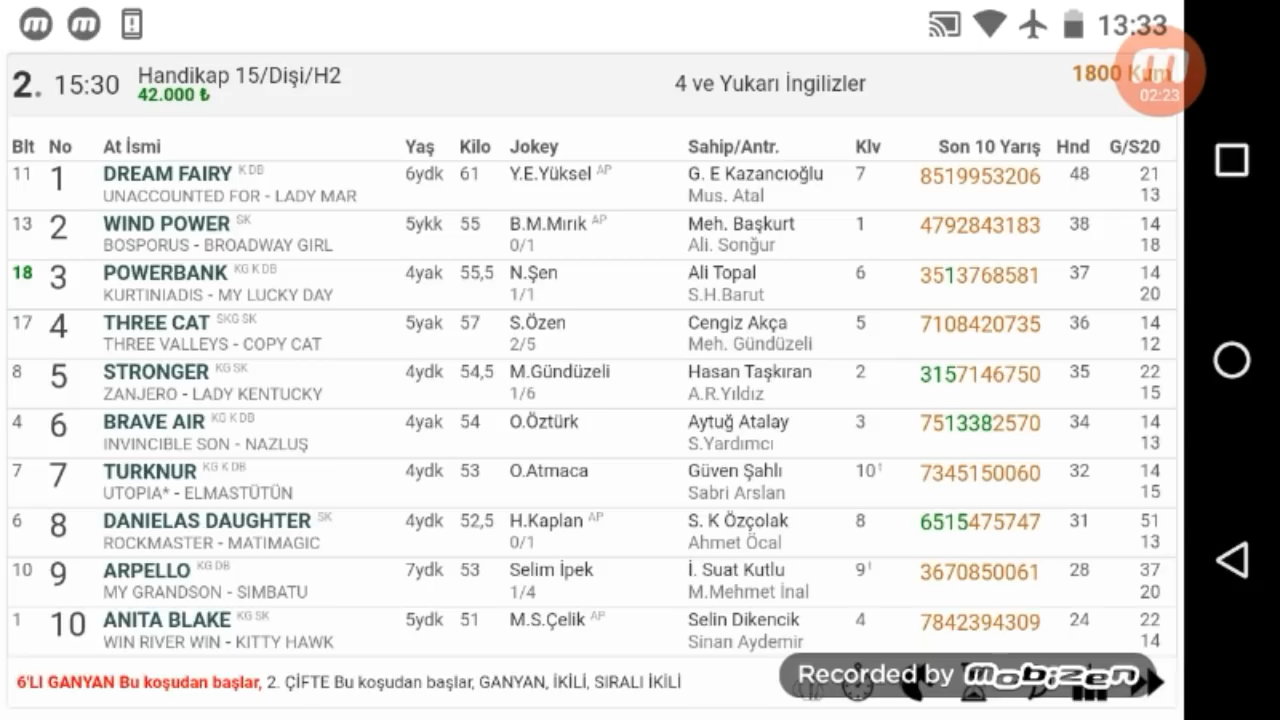 13:33
2. 15:30 Handikap 15/Dişi/H2 4 ve Yukarı İngilizler 1800 Kum
42.000 ₺
02:23
Blt No At İsmi Yaş Kilo Jokey Sahip/Antr. Klv Son 10 Yarış Hnd G/S20
11 1 DREAM FAIRY K DB 6ydk 61 Y.E.Yüksel AP G. E Kazancıoğlu 7 8519953206 48 21
UNACCOUNTED FOR - LADY MAR Mus. Atal 13
13 2 WIND POWER SK 5ykk 55 B.M.Mırık AP Meh. Başkurt 1 4792843183 38 14
BOSPORUS - BROADWAY GIRL 0/1 Ali. Sonğur 18
18 3 POWERBANK KG K DB 4yak 55,5 N.Şen Ali Topal 6 3513768581 37 14
KURTINIADIS - MY LUCKY DAY 1/1 S.H.Barut 20
17 4 THREE CAT SKG SK 5yak 57 S.Özen Cengiz Akça 5 7108420735 36 14
THREE VALLEYS - COPY CAT 2/5 Meh. Gündüzeli 12
8 5 STRONGER KG SK 4ydk 54,5 M.Gündüzeli Hasan Taşkıran 2 3157146750 35 22
ZANJERO - LADY KENTUCKY 1/6 A.R.Yıldız 15
4 6 BRAVE AIR KG K DB 4yak 54 O.Öztürk Aytuğ Atalay 3 7513382570 34 14
INVINCIBLE SON - NAZLUŞ S.Yardımcı 13
7 7 TURKNUR KG K DB 4ydk 53 O.Atmaca Güven Şahlı 10 7345150060 32 14
UTOPIA* - ELMASTÜTÜN Sabri Arslan 15
6 8 DANIELAS DAUGHTER SK 4ydk 52,5 H.Kaplan AP S. K Özçolak 8 6515475747 31 51
ROCKMASTER - MATIMAGIC 0/1 Ahmet Öcal 13
10 9 ARPELLO KG DB 7ydk 53 Selim İpek İ. Suat Kutlu 9 3670850061 28 37
MY GRANDSON - SIMBATU 1/4 M.Mehmet İnal 20
1 10 ANITA BLAKE KG SK 5ydk 51 M.S.Çelik AP Selin Dikencik 4 7842394309 24 22
WIN RIVER WIN - KITTY HAWK Sinan Aydemir 14
6'LI GANYAN Bu koşudan başlar, 2. ÇİFTE Bu koşudan başlar, GANYAN, İKİLİ, SIRALI İKİLİ
Recorded by mobizen